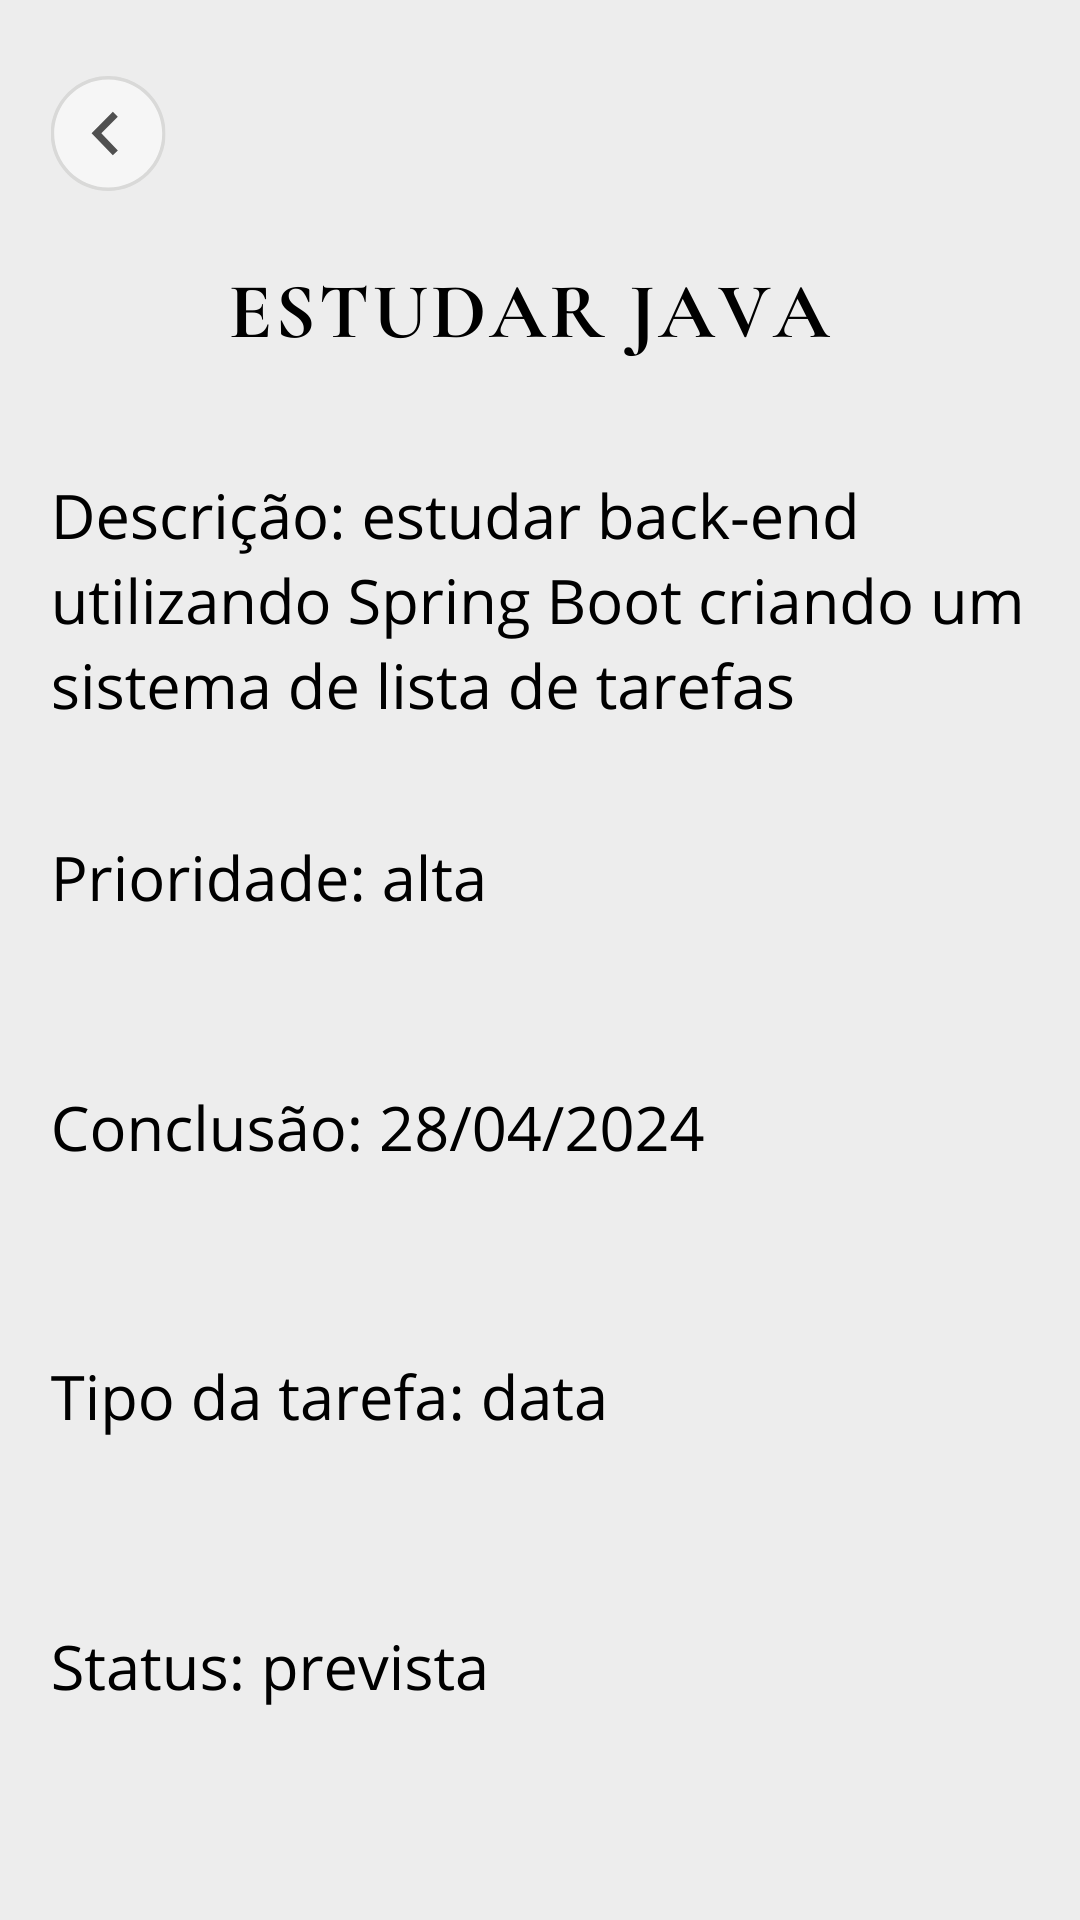 ESTUDAR JAVA
Descrição: estudar back-end
utilizando Spring Boot criando um
sistema de lista de tarefas
Prioridade: alta
Conclusão: 28/04/2024
Tipo da tarefa: data
Status: prevista